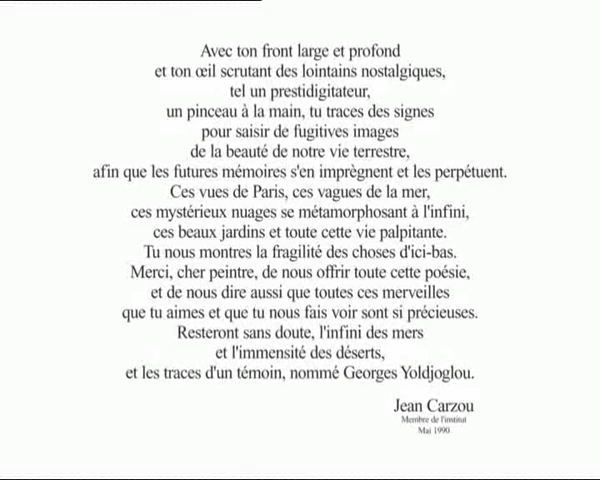 Avec ton front large et profond
et ton œil scrutant des lointains nostalgiques,
tel un prestidigitateur,
un pinceau à la main, tu traces des signes
pour saisir de fugitives images
de la beauté de notre vie terrestre,
afin que les futures mémoires s'en imprègnent et les perpétuent.
Ces vues de Paris, ces vagues de la mer,
ces mystérieux nuages se métamorphosant à l'infini,
ces beaux jardins et toute cette vie palpitante.
Tu nous montres la fragilité des choses d'ici-bas.
Merci, cher peintre, de nous offrir toute cette poésie,
et de nous dire aussi que toutes ces merveilles
que tu aimes et que tu nous fais voir sont si précieuses.
Resteront sans doute, l'infini des mers
et l'immensité des déserts,
et les traces d'un témoin, nommé Georges Yoldjoglou.
Jean Carzou
Membre de l'institut
Mai 1990